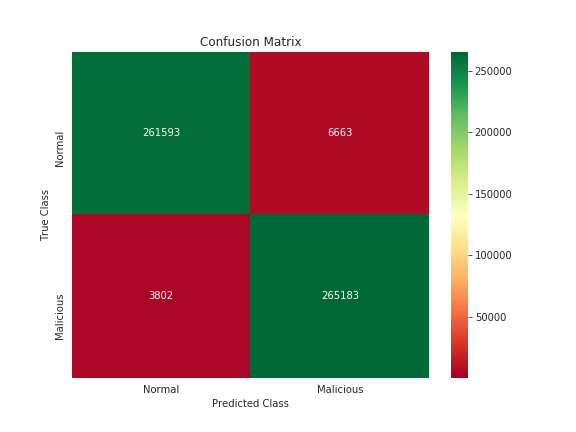 Confusion Matrix
True Class
Normal
261593
6663
Malicious
3802
265183
Normal
Malicious
Predicted Class
250000
200000
150000
100000
50000